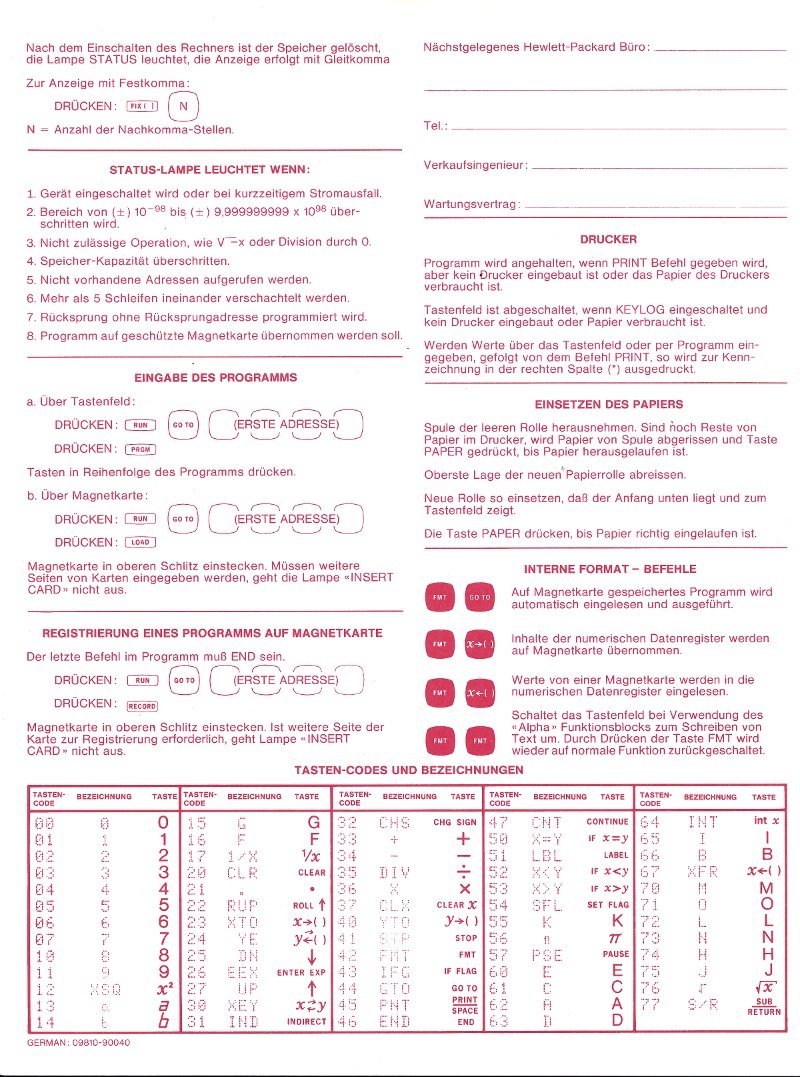 Nach dem Einschalten des Rechners ist der Speicher gelöscht,
die Lampe STATUS leuchtet, die Anzeige erfolgt mit Gleitkomma
Zur Anzeige mit Festkomma:
DRÜCKEN: FIX ( ) N
N = Anzahl der Nachkomma-Stellen.
STATUS-LAMPE LEUCHTET WENN:
1. Gerät eingeschaltet wird oder bei kurzzeitigem Stromausfall.
2. Bereich von (±) 10⁻⁹⁸ bis (±) 9,999999999 x 10⁹⁸ über-
schritten wird.
3. Nicht zulässige Operation, wie √-x oder Division durch 0.
4. Speicher-Kapazität überschritten.
5. Nicht vorhandene Adressen aufgerufen werden.
6. Mehr als 5 Schleifen ineinander verschachtelt werden.
7. Rücksprung ohne Rücksprungadresse programmiert wird.
8. Programm auf geschützte Magnetkarte übernommen werden soll.
EINGABE DES PROGRAMMS
a. Über Tastenfeld:
DRÜCKEN: RUN GO TO (ERSTE ADRESSE)
DRÜCKEN: PRGM
Tasten in Reihenfolge des Programms drücken.
b. Über Magnetkarte:
DRÜCKEN: RUN GO TO (ERSTE ADRESSE)
DRÜCKEN: LOAD
Magnetkarte in oberen Schlitz einstecken. Müssen weitere
Seiten von Karten eingegeben werden, geht die Lampe «INSERT
CARD» nicht aus.
REGISTRIERUNG EINES PROGRAMMS AUF MAGNETKARTE
Der letzte Befehl im Programm muß END sein.
DRÜCKEN: RUN GO TO (ERSTE ADRESSE)
DRÜCKEN: RECORD
Magnetkarte in oberen Schlitz einstecken. Ist weitere Seite der
Karte zur Registrierung erforderlich, geht Lampe «INSERT
CARD» nicht aus.
Nächstgelegenes Hewlett-Packard Büro:
Tel.:
Verkaufsingenieur:
Wartungsvertrag:
DRUCKER
Programm wird angehalten, wenn PRINT Befehl gegeben wird,
aber kein Drucker eingebaut ist oder das Papier des Druckers
verbraucht ist.
Tastenfeld ist abgeschaltet, wenn KEYLOG eingeschaltet und
kein Drucker eingebaut oder Papier verbraucht ist.
Werden Werte über das Tastenfeld oder per Programm ein-
gegeben, gefolgt von dem Befehl PRINT, so wird zur Kenn-
zeichnung in der rechten Spalte (*) ausgedruckt.
EINSETZEN DES PAPIERS
Spule der leeren Rolle herausnehmen. Sind noch Reste von
Papier im Drucker, wird Papier von Spule abgerissen und Taste
PAPER gedrückt, bis Papier herausgelaufen ist.
Oberste Lage der neuen Papierrolle abreissen.
Neue Rolle so einsetzen, daß der Anfang unten liegt und zum
Tastenfeld zeigt.
Die Taste PAPER drücken, bis Papier richtig eingelaufen ist.
INTERNE FORMAT – BEFEHLE
FMT GO TO Auf Magnetkarte gespeichertes Programm wird
automatisch eingelesen und ausgeführt.
FMT x→( ) Inhalte der numerischen Datenregister werden
auf Magnetkarte übernommen.
FMT x←( ) Werte von einer Magnetkarte werden in die
numerischen Datenregister eingelesen.
FMT FMT Schaltet das Tastenfeld bei Verwendung des
«Alpha» Funktionsblocks zum Schreiben von
Text um. Durch Drücken der Taste FMT wird
wieder auf normale Funktion zurückgeschaltet.
TASTEN-CODES UND BEZEICHNUNGEN
TASTEN-CODE BEZEICHNUNG TASTE
00 0 0
01 1 1
02 2 2
03 3 3
04 4 4
05 5 5
06 6 6
07 7 7
10 8 8
11 9 9
12 XSQ x²
13 a a
14 b b
TASTEN-CODE BEZEICHNUNG TASTE
15 G G
16 F F
17 1/X 1/x
20 CLR CLEAR
21 . •
22 RUP ROLL ↑
23 XTO x→( )
24 YE y⇄( )
25 DN ↓
26 EEX ENTER EXP
27 UP ↑
30 XEY x⇄y
31 IND INDIRECT
TASTEN-CODE BEZEICHNUNG TASTE
32 CHS CHG SIGN
33 + +
34 - −
35 DIV ÷
36 X ×
37 CLX CLEAR x
40 YTO y→( )
41 STP STOP
42 FMT FMT
43 IFG IF FLAG
44 GTO GO TO
45 PNT PRINT SPACE
46 END END
TASTEN-CODE BEZEICHNUNG TASTE
47 CNT CONTINUE
50 X=Y IF x=y
51 LBL LABEL
52 X<Y IF x<y
53 X>Y IF x>y
54 SFL SET FLAG
55 K K
56 π π
57 PSE PAUSE
60 E E
61 C C
62 A A
63 D D
TASTEN-CODE BEZEICHNUNG TASTE
64 INT int x
65 I I
66 B B
67 XFR x←( )
70 M M
71 O O
72 L L
73 N N
74 H H
75 J J
76 √ √x
77 S/R SUB RETURN
GERMAN: 09810-90040